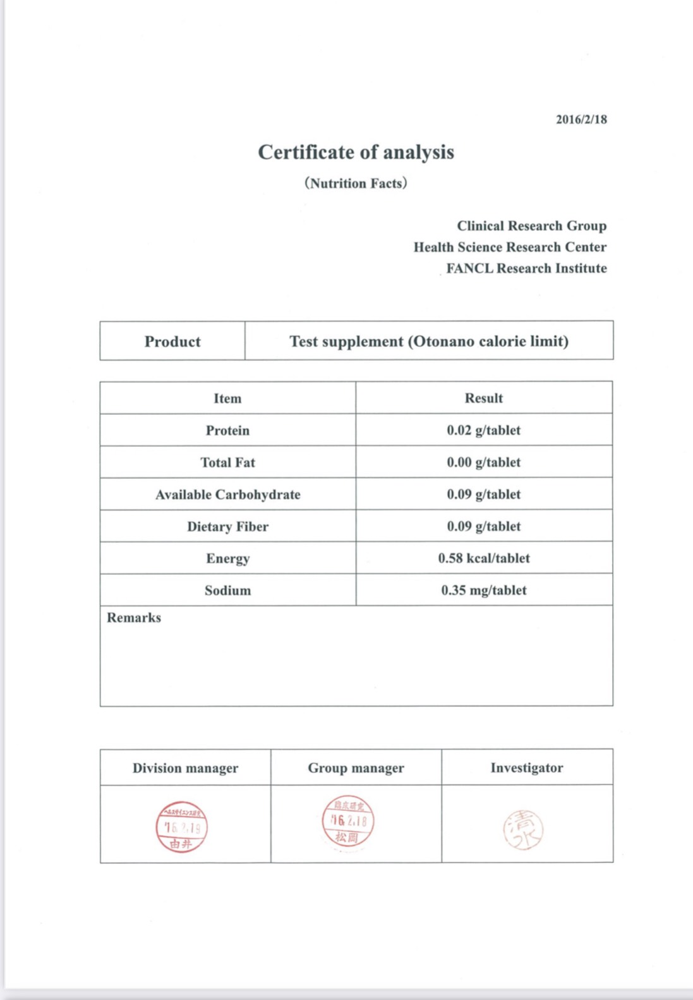 2016/2/18
Certificate of analysis
(Nutrition Facts)
Clinical Research Group
Health Science Research Center
FANCL Research Institute
Product Test supplement (Otonano calorie limit)
Item Result
Protein 0.02 g/tablet
Total Fat 0.00 g/tablet
Available Carbohydrate 0.09 g/tablet
Dietary Fiber 0.09 g/tablet
Energy 0.58 kcal/tablet
Sodium 0.35 mg/tablet
Remarks
Division manager Group manager Investigator
ヘルスサイエンス研究
'16.2.19
由井
臨床研究
'16.2.18
松岡
清水